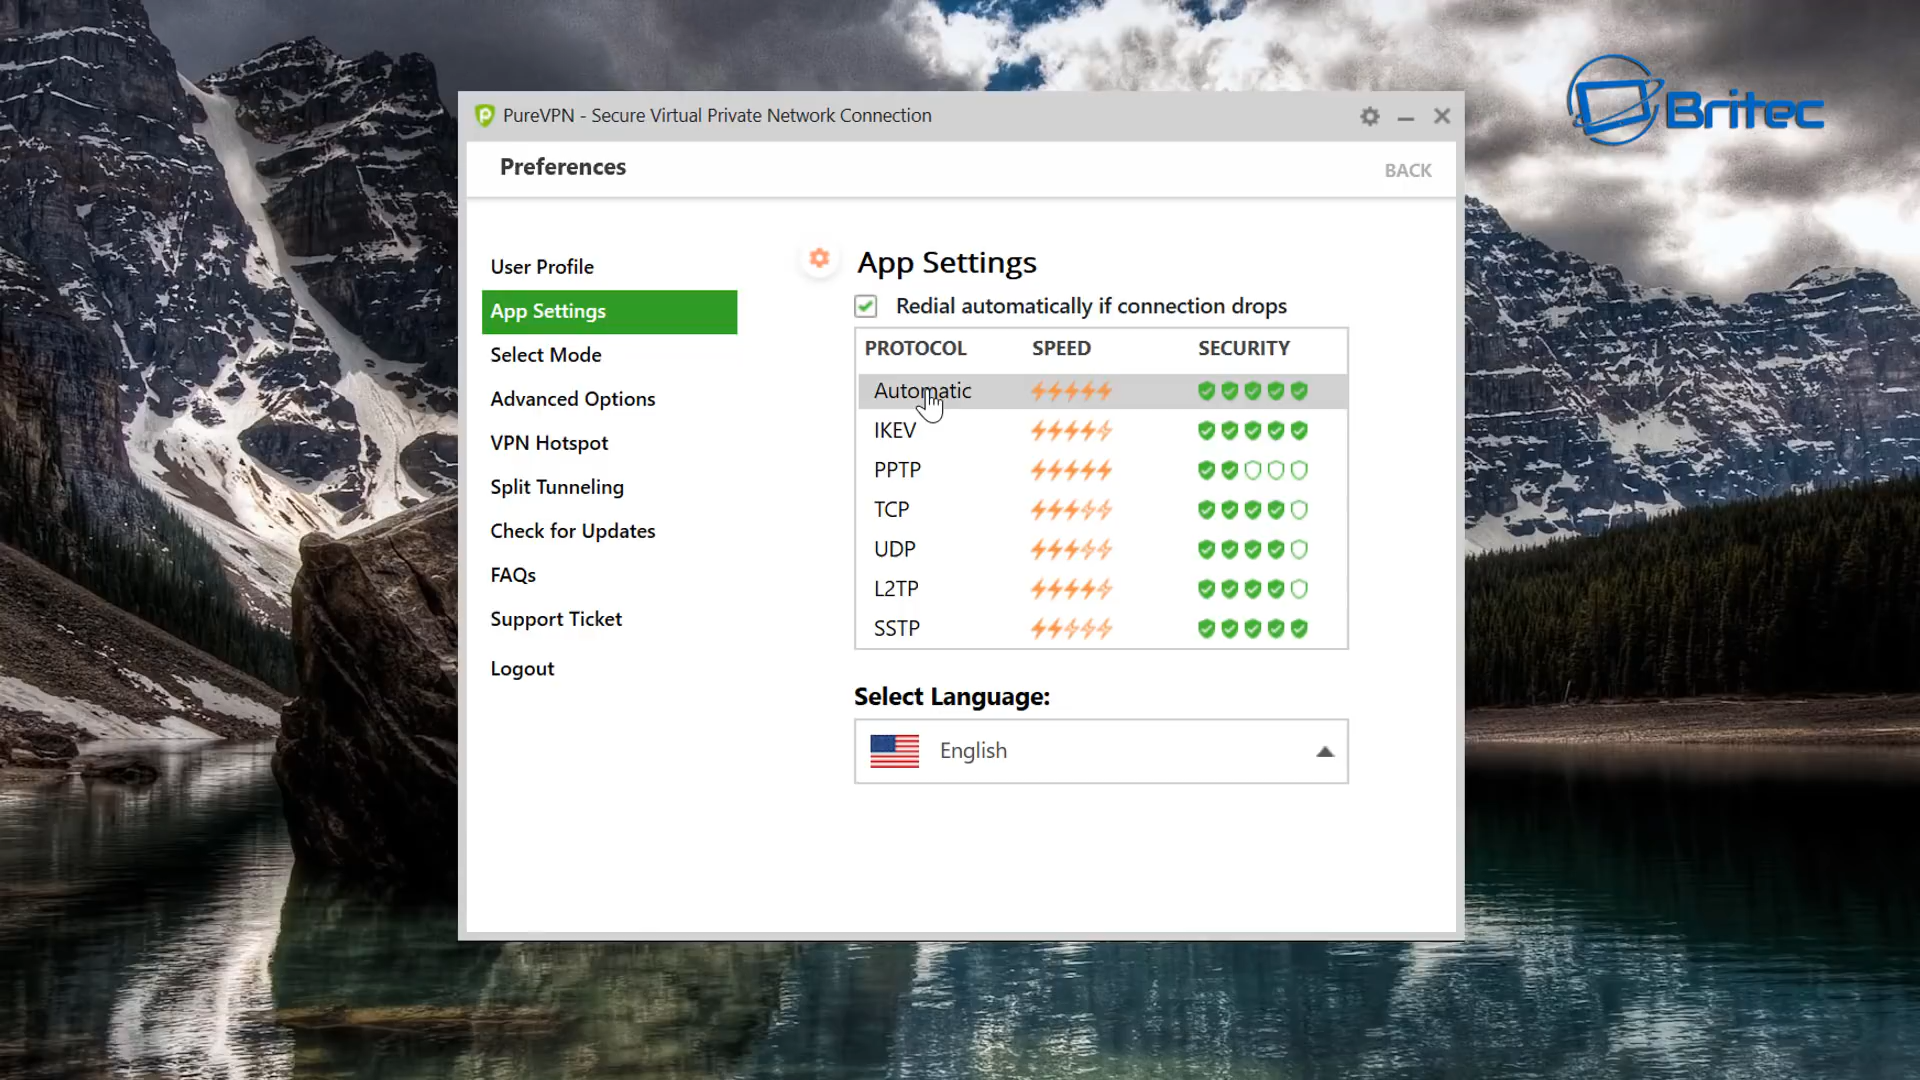 Britec
PureVPN - Secure Virtual Private Network Connection
Preferences
BACK
User Profile
App Settings
Select Mode
Advanced Options
VPN Hotspot
Split Tunneling
Check for Updates
FAQs
Support Ticket
Logout
App Settings
Redial automatically if connection drops
PROTOCOL SPEED SECURITY
Automatic
IKEV
PPTP
TCP
UDP
L2TP
SSTP
Select Language:
English